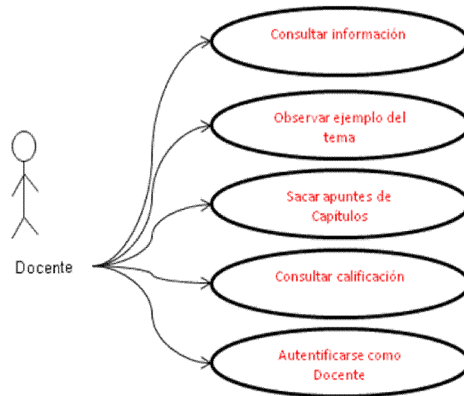 Consultar información
Observar ejemplo del
tema
Sacar apuntes de
Capítulos
Docente
Consultar calificación
Autentificarse como
Docente